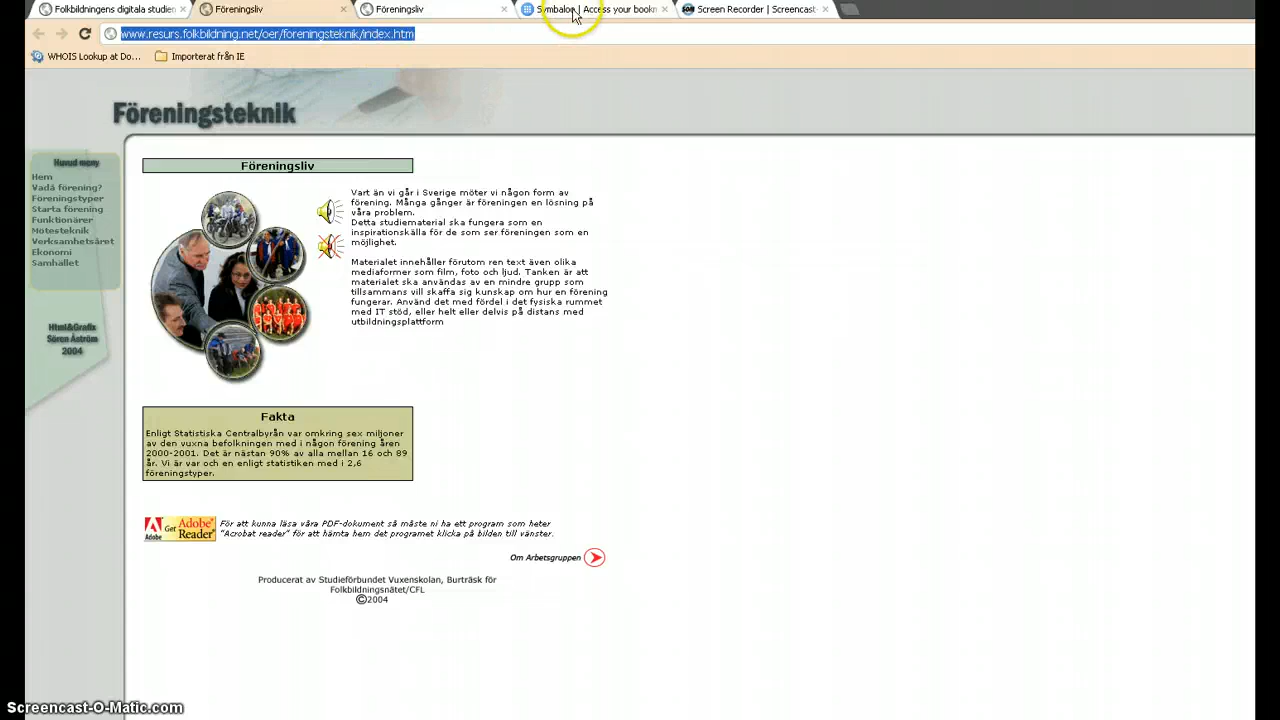 Folkbildningens digitala studier
Föreningsliv
Föreningsliv
Symbaloo | Access your bookm
Screen Recorder | Screencast-
www.resurs.folkbildning.net/oer/foreningsteknik/index.htm
WHOIS Lookup at Do...
Importerat från IE
Föreningsteknik
Huvud meny
Hem
Vadå förening?
Föreningstyper
Starta förening
Funktionärer
Mötesteknik
Verksamhetsåret
Ekonomi
Samhället
Html&Grafix
Sören Åström
2004
Föreningsliv
Vart än vi går i Sverige möter vi någon form av
förening. Många gånger är föreningen en lösning på
våra problem.
Detta studiematerial ska fungera som en
inspirationskälla för de som ser föreningen som en
möjlighet.
Materialet innehåller förutom ren text även olika
mediaformer som film, foto och ljud. Tanken är att
materialet ska användas av en mindre grupp som
tillsammans vill skaffa sig kunskap om hur en förening
fungerar. Använd det med fördel i det fysiska rummet
med IT stöd, eller helt eller delvis på distans med
utbildningsplattform
Fakta
Enligt Statistiska Centralbyrån var omkring sex miljoner
av den vuxna befolkningen med i någon förening åren
2000-2001. Det är nästan 90% av alla mellan 16 och 89
år. Vi är var och en enligt statistiken med i 2,6
föreningstyper.
Adobe
Get Adobe Reader
För att kunna läsa våra PDF-dokument så måste ni ha ett program som heter
"Acrobat reader" för att hämta hem det programet klicka på bilden till vänster.
Om Arbetsgruppen
Producerat av Studieförbundet Vuxenskolan, Burträsk för
Folkbildningsnätet/CFL
©2004
Screencast-O-Matic.com